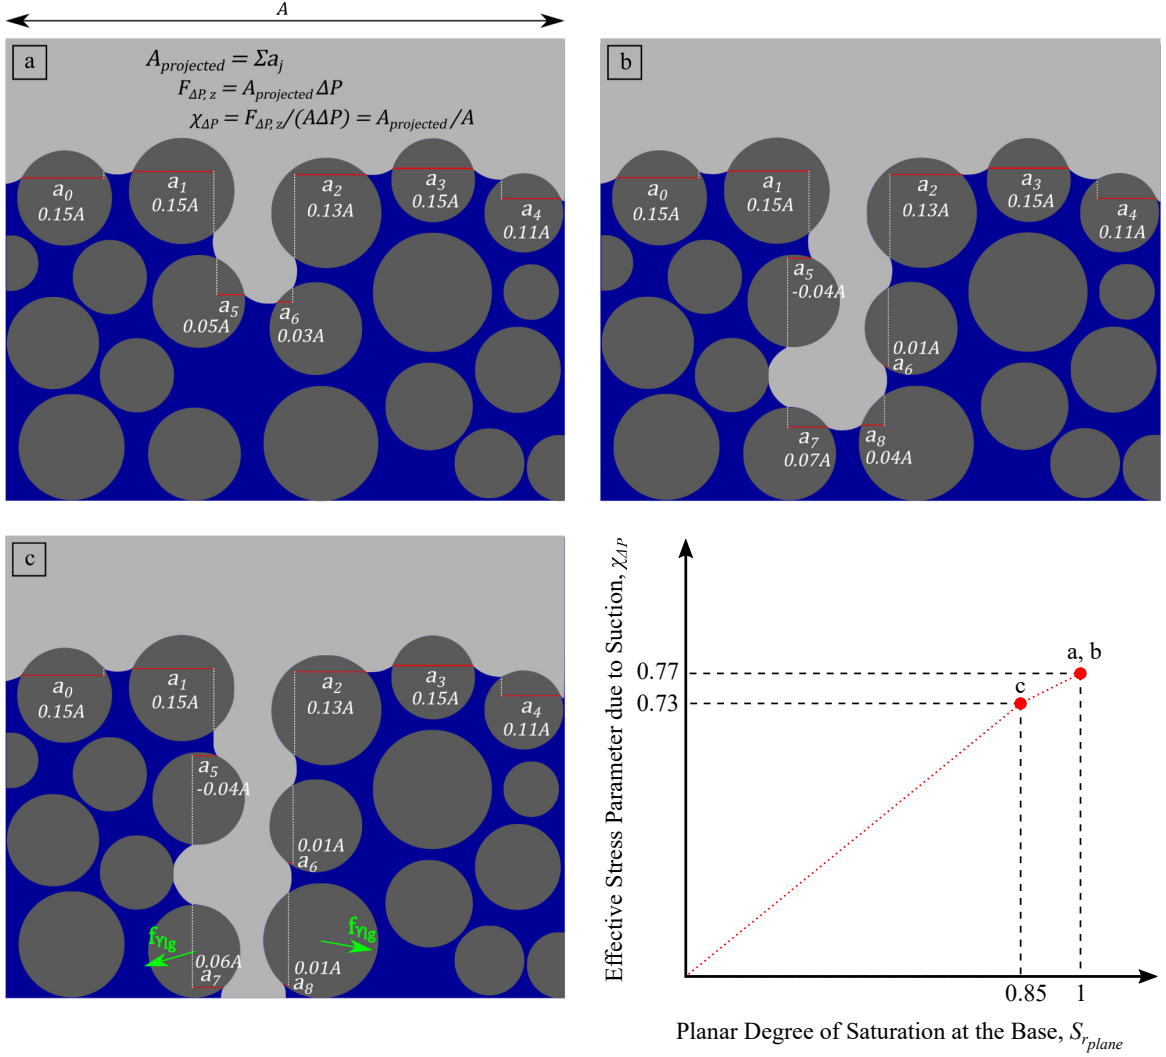 A
a
A_projected = Σa_j
F_ΔP, z = A_projected ΔP
χ_ΔP = F_ΔP, z/(AΔP) = A_projected/A
a_0
0.15A
a_1
0.15A
a_2
0.13A
a_3
0.15A
a_4
0.11A
a_5
0.05A
a_6
0.03A
b
a_0
0.15A
a_1
0.15A
a_2
0.13A
a_3
0.15A
a_4
0.11A
a_5
-0.04A
0.01A
a_6
a_7
0.07A
a_8
0.04A
c
a_0
0.15A
a_1
0.15A
a_2
0.13A
a_3
0.15A
a_4
0.11A
a_5
-0.04A
0.01A
a_6
f_γlg
0.06A
a_7
f_γlg
0.01A
a_8
Effective Stress Parameter due to Suction, χ_ΔP
0.77
0.73
a, b
c
0.85
1
Planar Degree of Saturation at the Base, S_r_plane